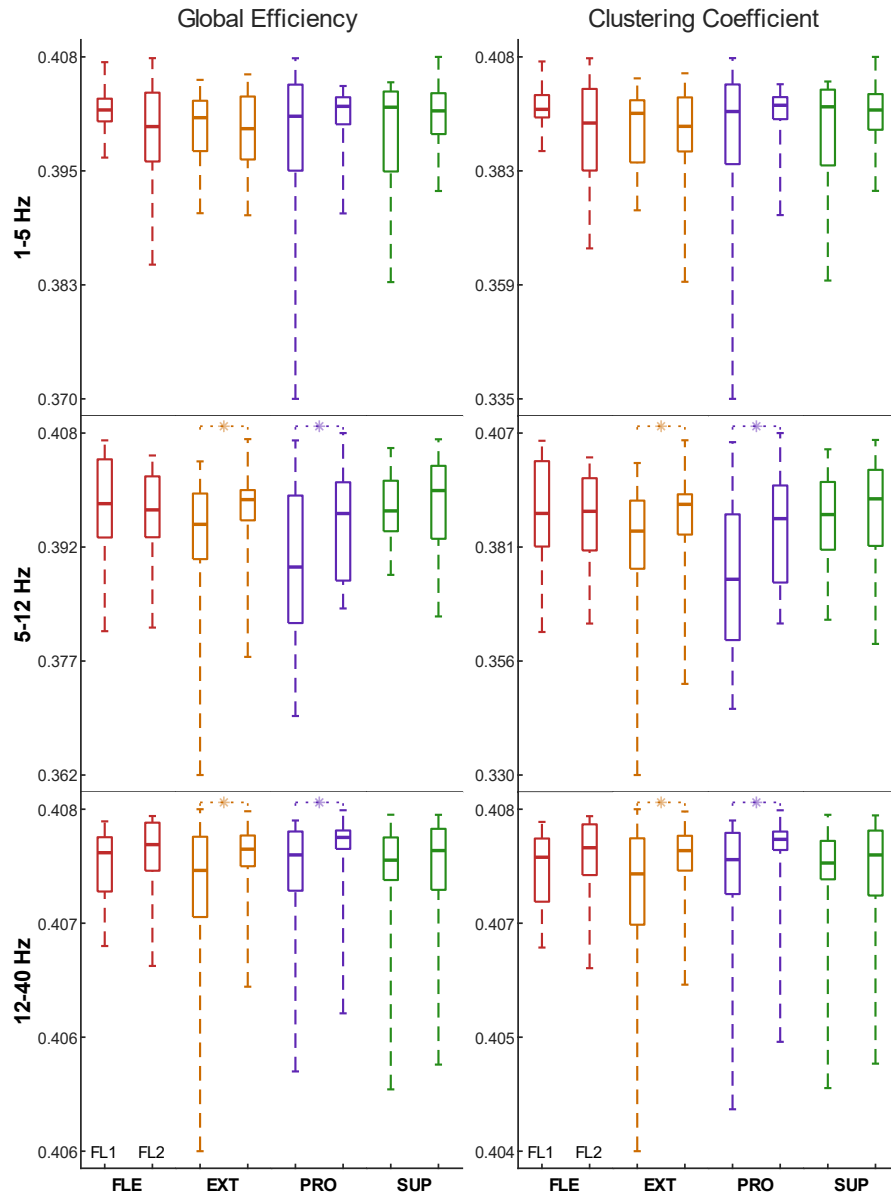 Global Efficiency
Clustering Coefficient
1-5 Hz
0.408
0.395
0.383
0.370
0.408
0.383
0.359
0.335
5-12 Hz
0.408
0.392
0.377
0.362
0.407
0.381
0.356
0.330
12-40 Hz
0.408
0.407
0.406
0.406
0.408
0.407
0.405
0.404
FL1 FL2
FL1 FL2
FLE EXT PRO SUP
FLE EXT PRO SUP